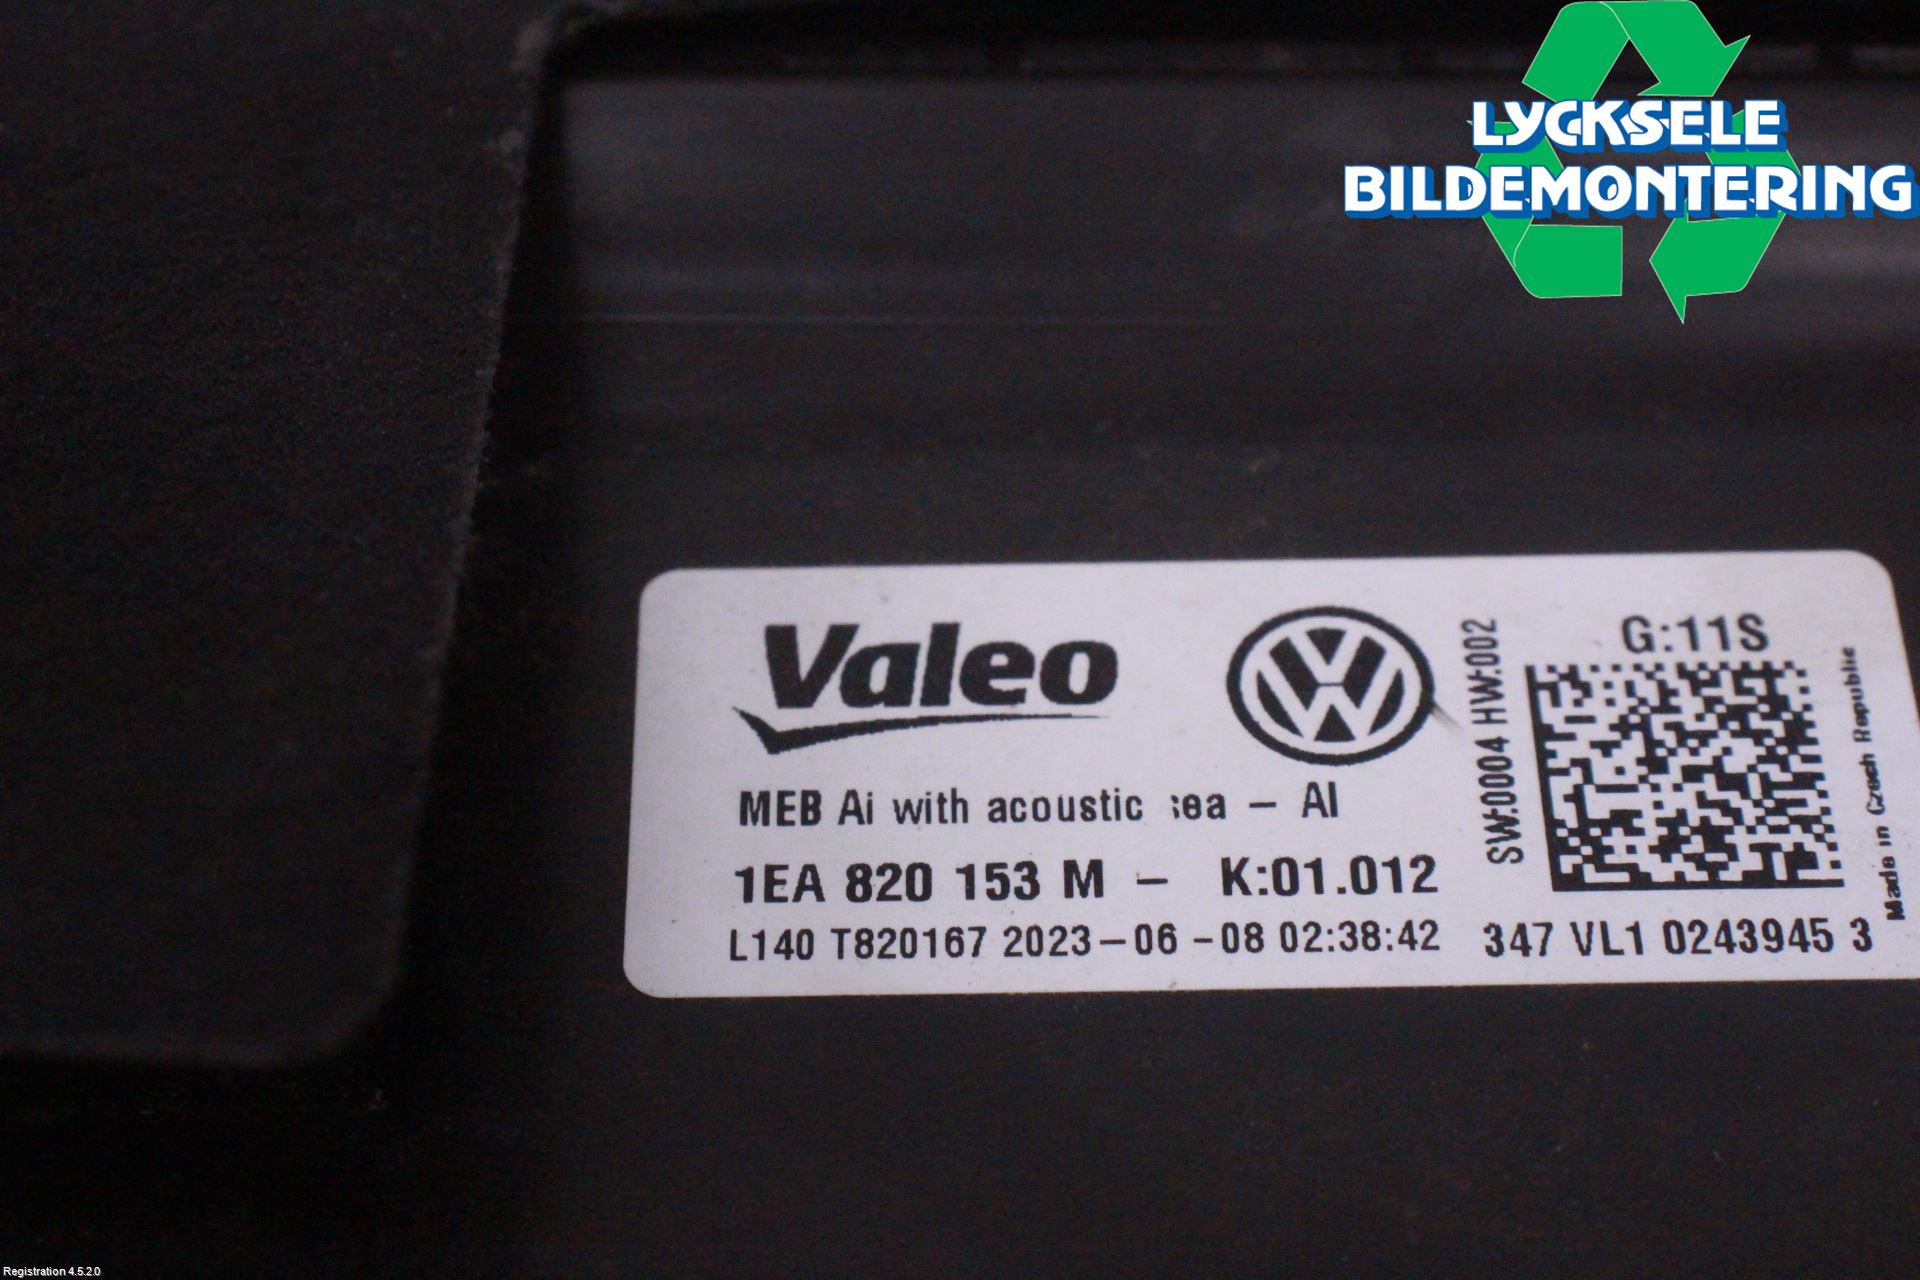 LYCKSELE
BILDEMONTERING
Valeo
G:11S
MEB Ai with acoustic sea – AI
1EA 820 153 M – K:01.012
L140 T820167 2023-06-08 02:38:42
347 VL1 0243945 3
SW:0004 HW:002
Made in Czech Republic
Registration 4.5.2.0